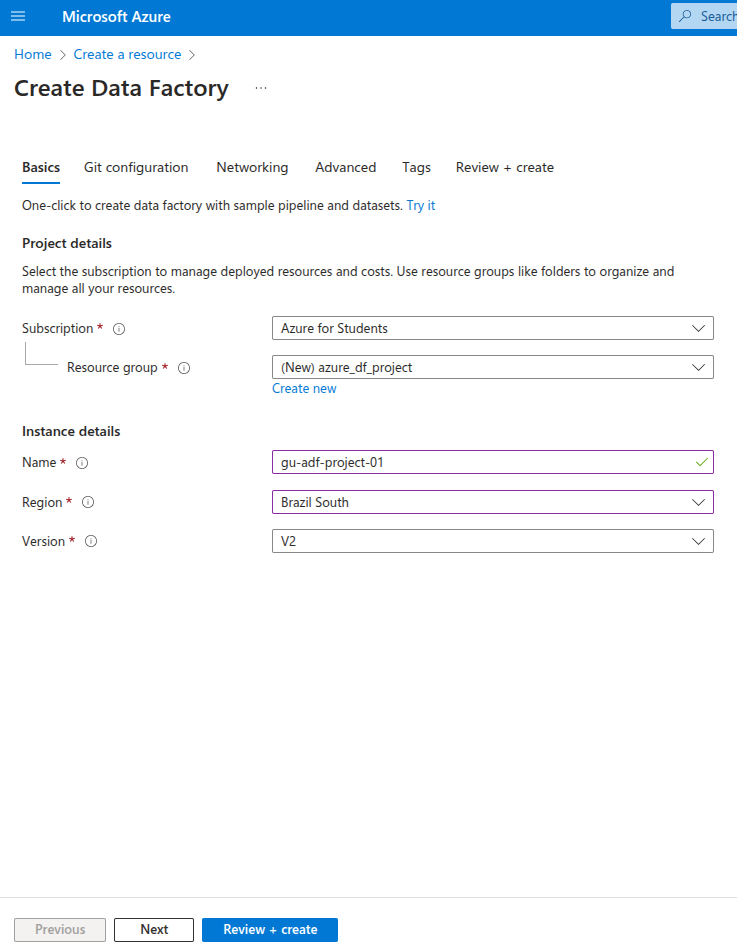 Microsoft Azure
Search
Home > Create a resource >
Create Data Factory ...
Basics Git configuration Networking Advanced Tags Review + create
One-click to create data factory with sample pipeline and datasets. Try it
Project details
Select the subscription to manage deployed resources and costs. Use resource groups like folders to organize and
manage all your resources.
Subscription * Azure for Students
Resource group * (New) azure_df_project
Create new
Instance details
Name * gu-adf-project-01
Region * Brazil South
Version * V2
Previous Next Review + create